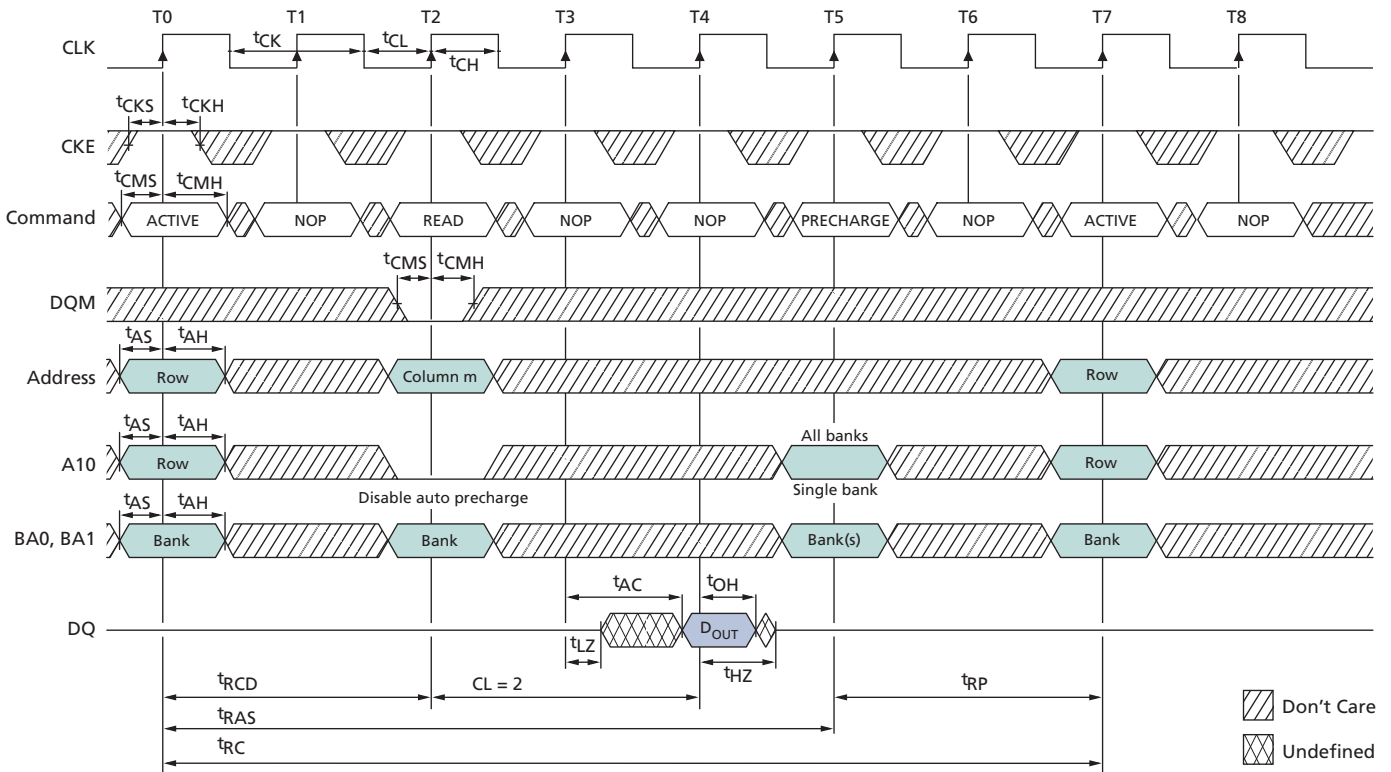 T0 T1 T2 T3 T4 T5 T6 T7 T8
CLK
tCK tCL
tCH
tCKS tCKH
CKE
tCMS tCMH
Command ACTIVE NOP READ NOP NOP PRECHARGE NOP ACTIVE NOP
tCMS tCMH
DQM
tAS tAH
Address Row Column m Row
tAS tAH
All banks
A10 Row Row
Disable auto precharge
Single bank
tAS tAH
BA0, BA1 Bank Bank Bank(s) Bank
tAC tOH
DQ DOUT
tLZ
tHZ
tRCD CL = 2 tRP
Don't Care
tRAS
tRC
Undefined